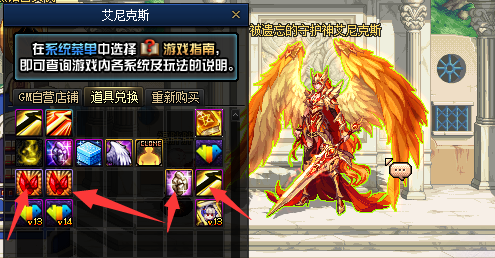 艾尼克斯
被遗忘的守护神艾尼克斯
在系统菜单中选择 游戏指南，
即可查询游戏内各系统及玩法的说明。
GM自营店铺 道具兑换 重新购买
CLONE
v13 v14 v13